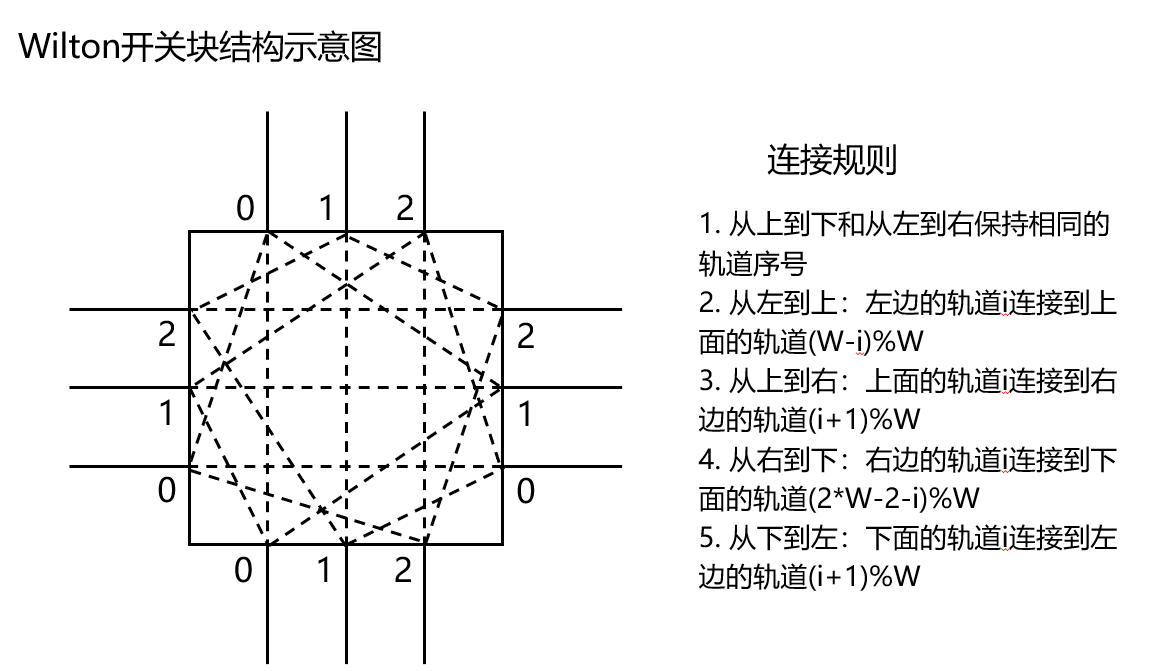 Wilton开关块结构示意图
连接规则
0 1 2
2 2
1 1
0 0
0 1 2
1. 从上到下和从左到右保持相同的
轨道序号
2. 从左到上：左边的轨道i连接到上
面的轨道(W-i)%W
3. 从上到右：上面的轨道i连接到右
边的轨道(i+1)%W
4. 从右到下：右边的轨道i连接到下
面的轨道(2*W-2-i)%W
5. 从下到左：下面的轨道i连接到左
边的轨道(i+1)%W